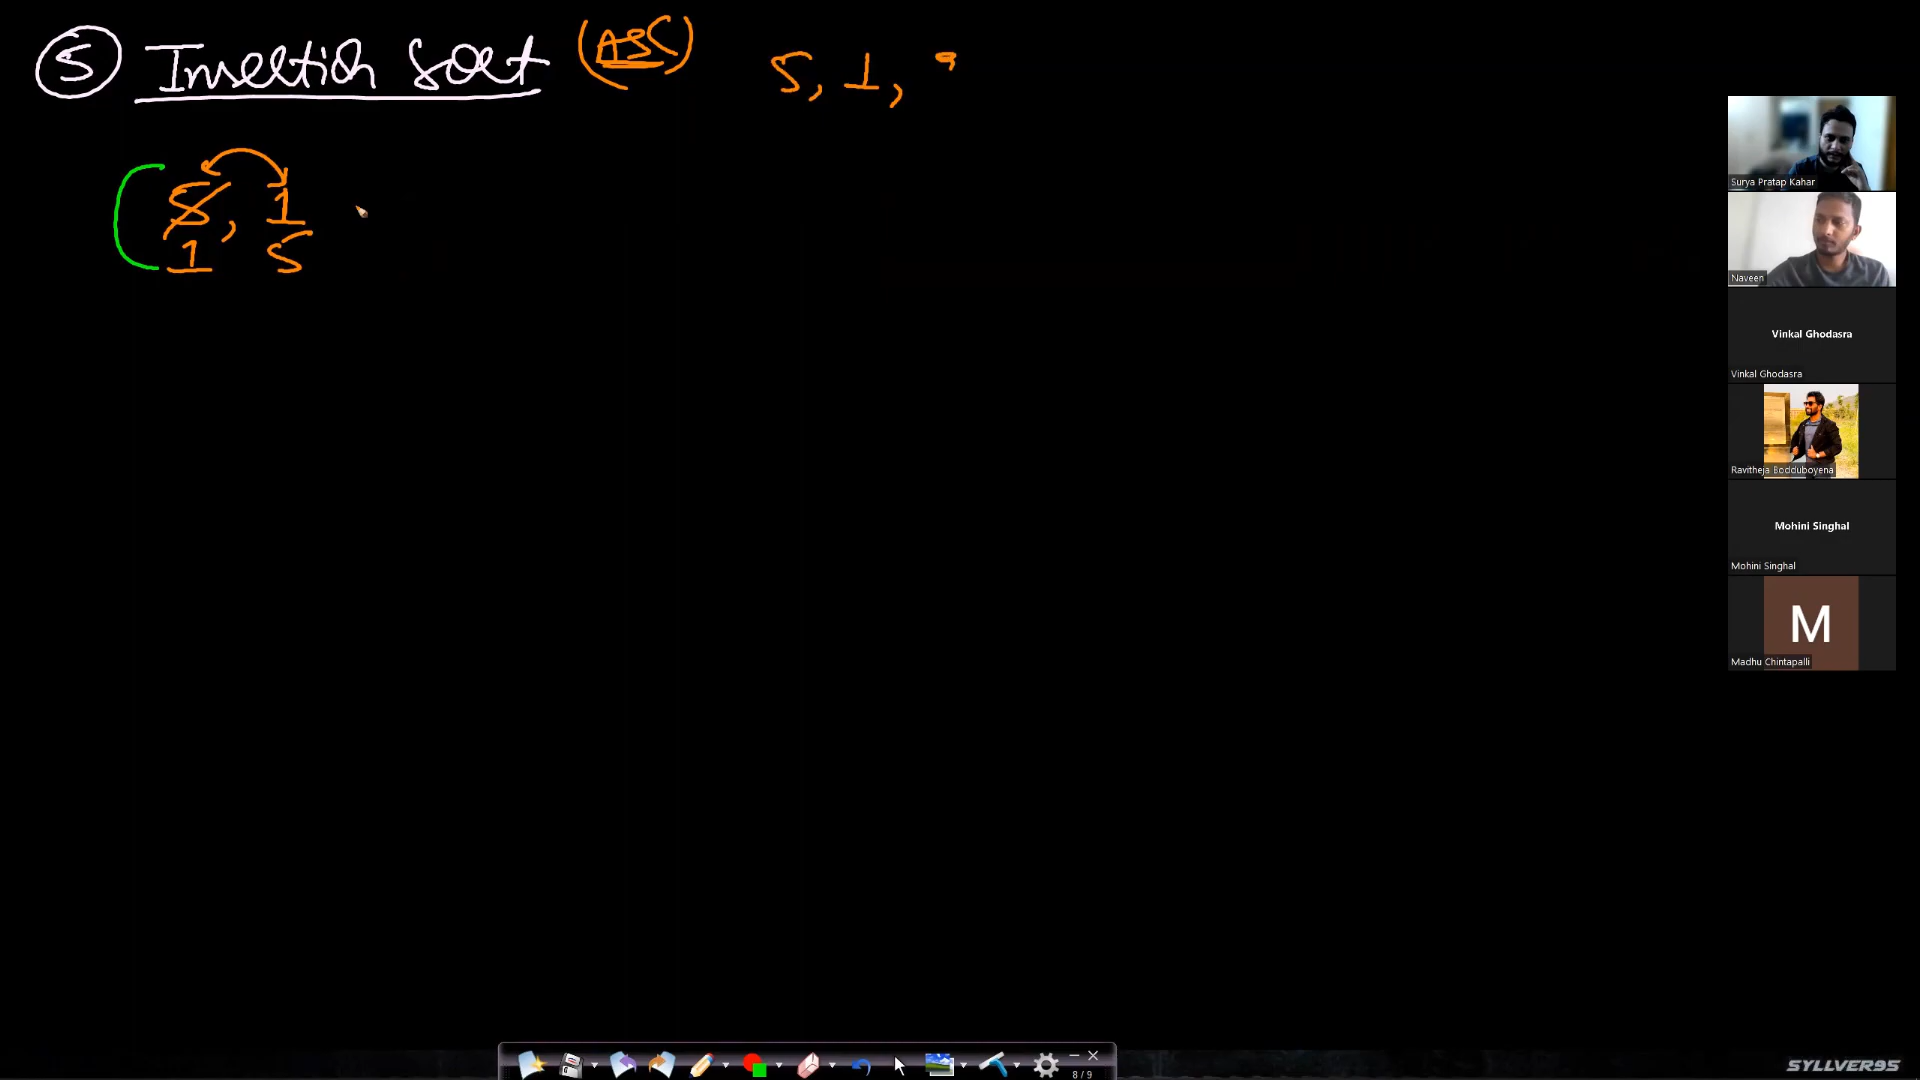 5 Insertion Sort (ASC) 5, 1, 9
5, 1
1 5
Surya Pratap Kahar
Naveen
Vinkal Ghodasra
Vinkal Ghodasra
Ravitheja Bodduboyena
Mohini Singhal
Mohini Singhal
M
Madhu Chintapalli
8 / 9
SYLLVER95